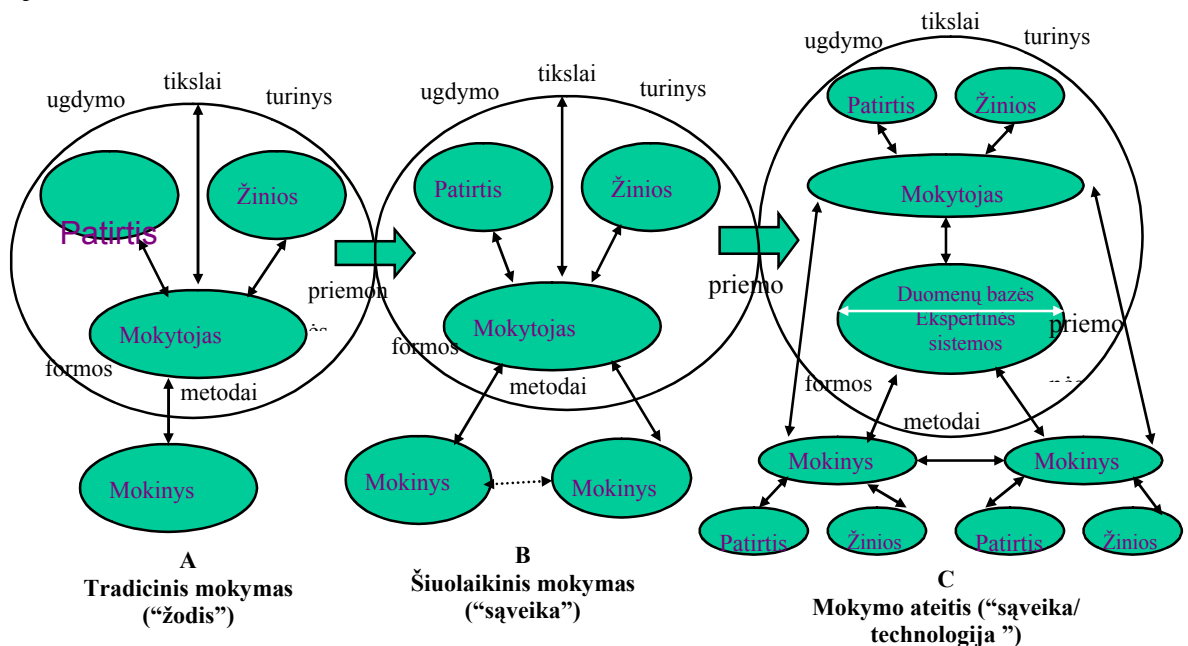 ugdymo
tikslai
turinys
Patirtis
Žinios
Mokytojas
priemon
formos
metodai
Mokinys
A
Tradicinis mokymas
(“žodis”)
ugdymo
tikslai
turinys
Patirtis
Žinios
Mokytojas
priemo
formos
metodai
Mokinys
Mokinys
B
Šiuolaikinis mokymas
(“sąveika”)
ugdymo
tikslai
turinys
Patirtis
Žinios
Mokytojas
Duomenų bazės
Ekspertinės
sistemos
priemo
formos
metodai
Mokinys
Mokinys
Patirtis
Žinios
Patirtis
Žinios
C
Mokymo ateitis (“sąveika/
technologija ”)